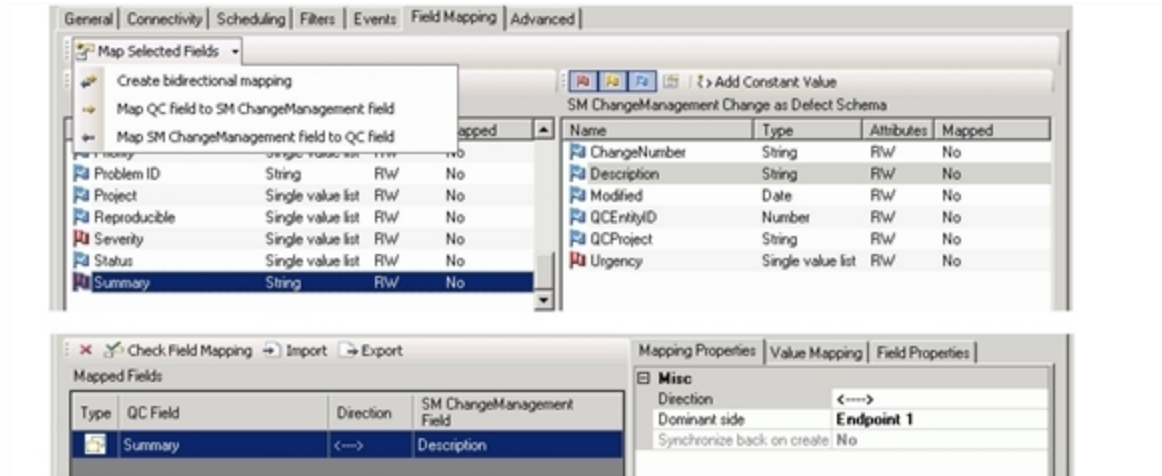 General Connectivity Scheduling Filters Events Field Mapping Advanced
Map Selected Fields
Create bidirectional mapping
Map QC field to SM ChangeManagement field
Map SM ChangeManagement field to QC field
Add Constant Value
SM ChangeManagement Change as Defect Schema
apped Name Type Attributes Mapped
Priority Single value list RW No ChangeNumber String RW No
Problem ID String RW No Description String RW No
Project Single value list RW No Modified Date RW No
Reproducible Single value list RW No QCEntityID Number RW No
Severity Single value list RW No QCProject String RW No
Status Single value list RW No Urgency Single value list RW No
Summary String RW No
Check Field Mapping Import Export Mapping Properties Value Mapping Field Properties
Mapped Fields Misc
Type QC Field Direction SM ChangeManagement Field
Direction <---->
Dominant side Endpoint 1
Synchronize back on create No
Summary <---> Description